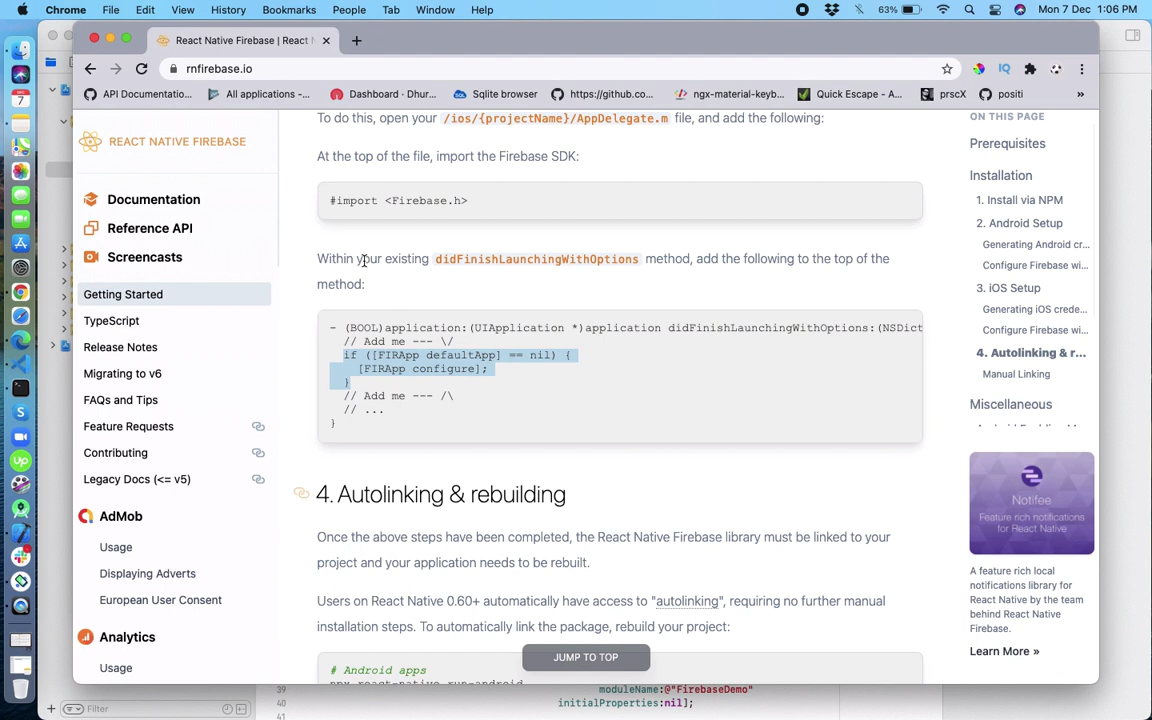 Chrome File Edit View History Bookmarks People Tab Window Help 63% Mon 7 Dec 1:06 PM
React Native Firebase | React N
rnfirebase.io
API Documentatio... All applications -... Dashboard - Dhur... Sqlite browser https://github.co... ngx-material-keyb... Quick Escape - A... prscX positi »
REACT NATIVE FIREBASE
Documentation
Reference API
Screencasts
Getting Started
TypeScript
Release Notes
Migrating to v6
FAQs and Tips
Feature Requests
Contributing
Legacy Docs (<= v5)
AdMob
Usage
Displaying Adverts
European User Consent
Analytics
Usage
To do this, open your /ios/{projectName}/AppDelegate.m file, and add the following:
At the top of the file, import the Firebase SDK:
#import <Firebase.h>
Within your existing didFinishLaunchingWithOptions method, add the following to the top of the
method:
- (BOOL)application:(UIApplication *)application didFinishLaunchingWithOptions:(NSDict
// Add me --- \/
if ([FIRApp defaultApp] == nil) {
[FIRApp configure];
}
// Add me --- /\
// ...
}
4. Autolinking & rebuilding
Once the above steps have been completed, the React Native Firebase library must be linked to your
project and your application needs to be rebuilt.
Users on React Native 0.60+ automatically have access to "autolinking", requiring no further manual
installation steps. To automatically link the package, rebuild your project:
JUMP TO TOP
# Android apps
npx react-native run-android
ON THIS PAGE
Prerequisites
Installation
1. Install via NPM
2. Android Setup
Generating Android cr...
Configure Firebase wi...
3. iOS Setup
Generating iOS crede...
Configure Firebase wi...
4. Autolinking & r...
Manual Linking
Miscellaneous
Notifee
Feature rich notifications
for React Native
A feature rich local
notifications library for
React Native by the team
behind React Native
Firebase.
Learn More »
Filter
39 moduleName:@"FirebaseDemo"
40 initialProperties:nil];
41